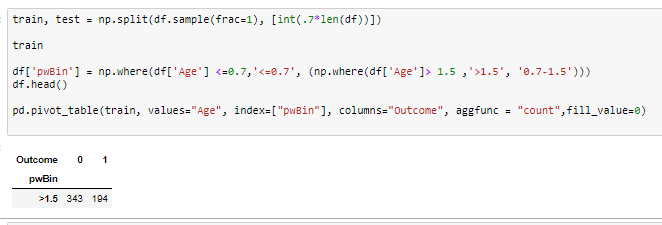 train, test = np.split(df.sample(frac=1), [int(.7*len(df))])
train
df['pwBin'] = np.where(df['Age'] <=0.7,'<=0.7', (np.where(df['Age']> 1.5 ,'>1.5', '0.7-1.5')))
df.head()
pd.pivot_table(train, values="Age", index=["pwBin"], columns="Outcome", aggfunc = "count",fill_value=0)
Outcome 0 1
pwBin
>1.5 343 194